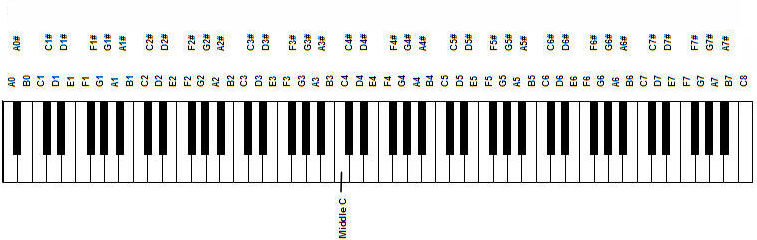 A0# C1# D1# F1# G1# A1# C2# D2# F2# G2# A2# C3# D3# F3# G3# A3# C4# D4# F4# G4# A4# C5# D5# F5# G5# A5# C6# D6# F6# G6# A6# C7# D7# F7# G7# A7#
A0 B0 C1 D1 E1 F1 G1 A1 B1 C2 D2 E2 F2 G2 A2 B2 C3 D3 E3 F3 G3 A3 B3 C4 D4 E4 F4 G4 A4 B4 C5 D5 E5 F5 G5 A5 B5 C6 D6 E6 F6 G6 A6 B6 C7 D7 E7 F7 G7 A7 B7 C8
Middle C